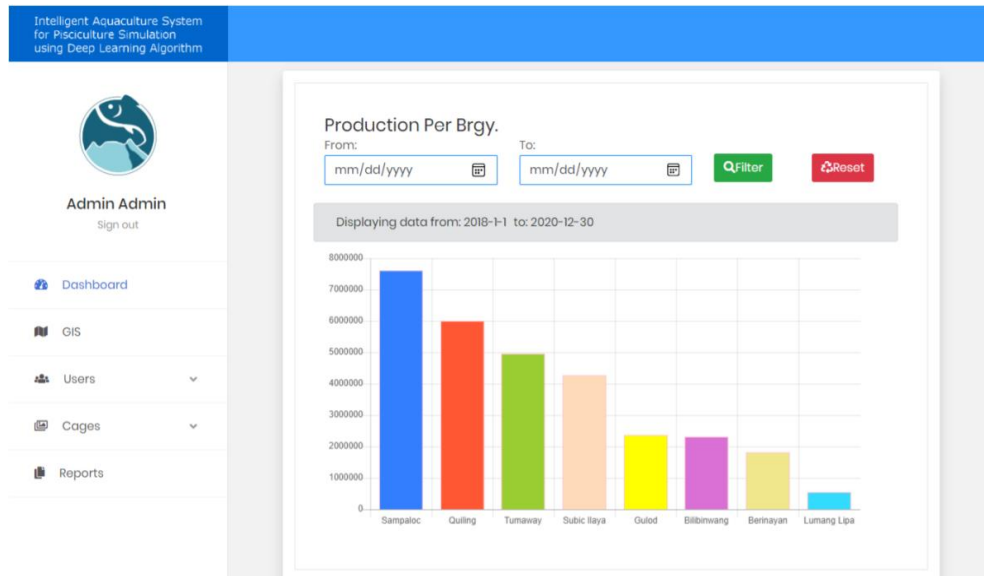 Intelligent Aquaculture System
for Pisciculture Simulation
using Deep Learning Algorithm
Admin Admin
Sign out
Dashboard
GIS
Users
Cages
Reports
Production Per Brgy.
From: To:
mm/dd/yyyy mm/dd/yyyy Filter Reset
Displaying data from: 2018-1-1 to: 2020-12-30
8000000
7000000
6000000
5000000
4000000
3000000
2000000
1000000
0
Sampaloc Quiling Tumaway Subic Ilaya Gulod Bilibinwang Berinayan Lumang Lipa